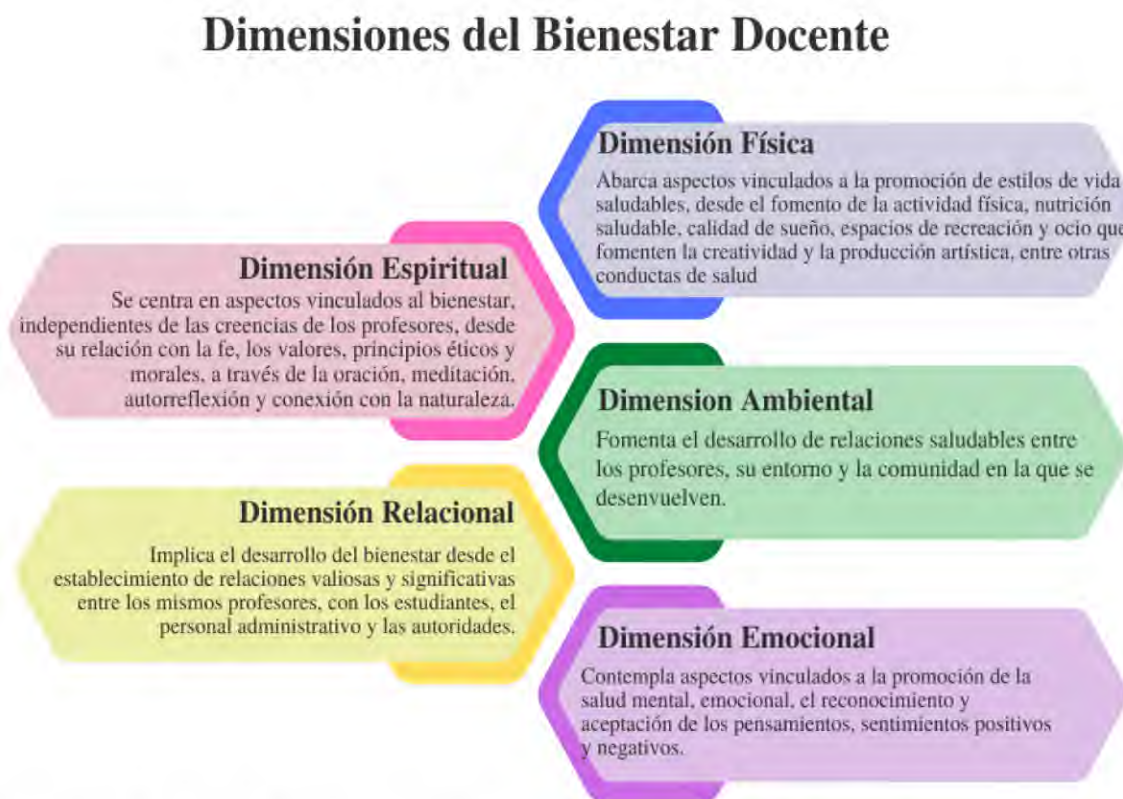 Dimensiones del Bienestar Docente
Dimensión Física
Abarca aspectos vinculados a la promoción de estilos de vida
saludables, desde el fomento de la actividad física, nutrición
saludable, calidad de sueño, espacios de recreación y ocio que
fomenten la creatividad y la producción artística, entre otras
conductas de salud
Dimensión Espiritual
Se centra en aspectos vinculados al bienestar,
independientes de las creencias de los profesores, desde
su relación con la fe, los valores, principios éticos y
morales, a través de la oración, meditación,
autorreflexión y conexión con la naturaleza.
Dimension Ambiental
Fomenta el desarrollo de relaciones saludables entre
los profesores, su entorno y la comunidad en la que se
desenvuelven.
Dimensión Relacional
Implica el desarrollo del bienestar desde el
establecimiento de relaciones valiosas y significativas
entre los mismos profesores, con los estudiantes, el
personal administrativo y las autoridades.
Dimensión Emocional
Contempla aspectos vinculados a la promoción de la
salud mental, emocional, el reconocimiento y
aceptación de los pensamientos, sentimientos positivos
y negativos.